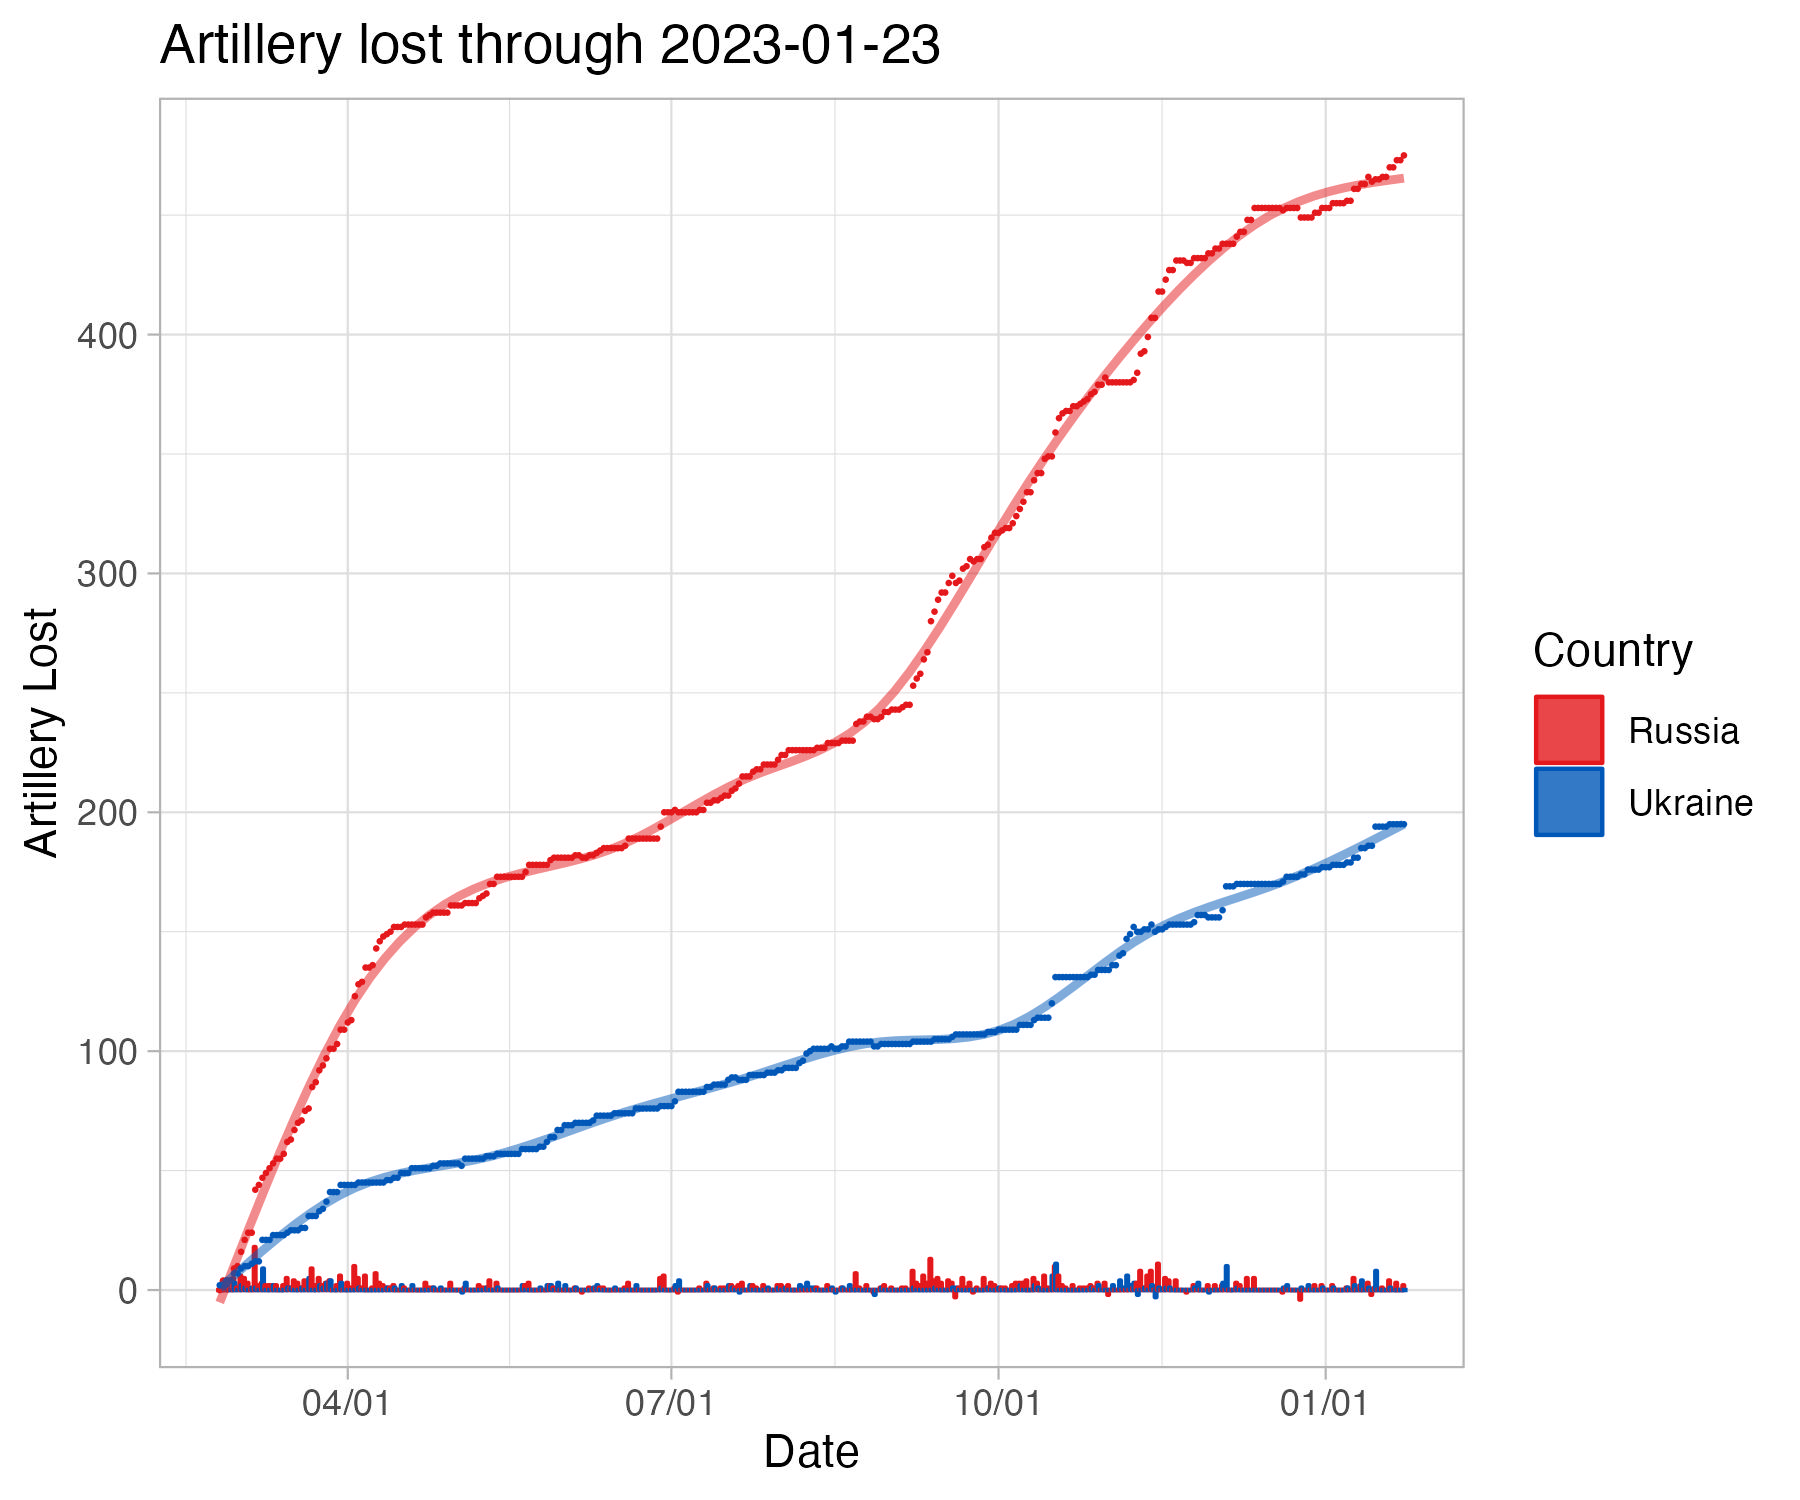 Artillery lost through 2023-01-23
Artillery Lost
400
300
200
100
0
04/01
07/01
10/01
01/01
Date
Country
Russia
Ukraine